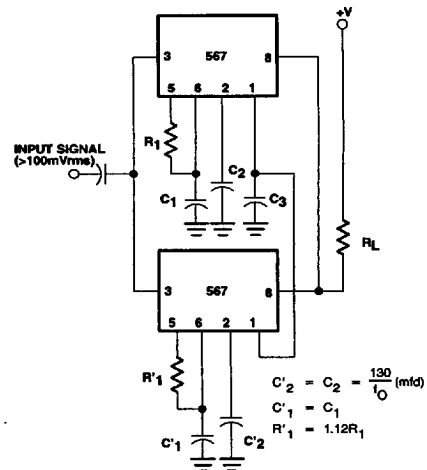 +V
3
567
8
5
6
2
1
R1
INPUT SIGNAL
(>100mVrms)
C1
C2
C3
RL
3
567
8
5
6
2
1
R'1
C'1
C'2
C'2 = C2 = 130/fO (mfd)
C'1 = C1
R'1 = 1.12R1